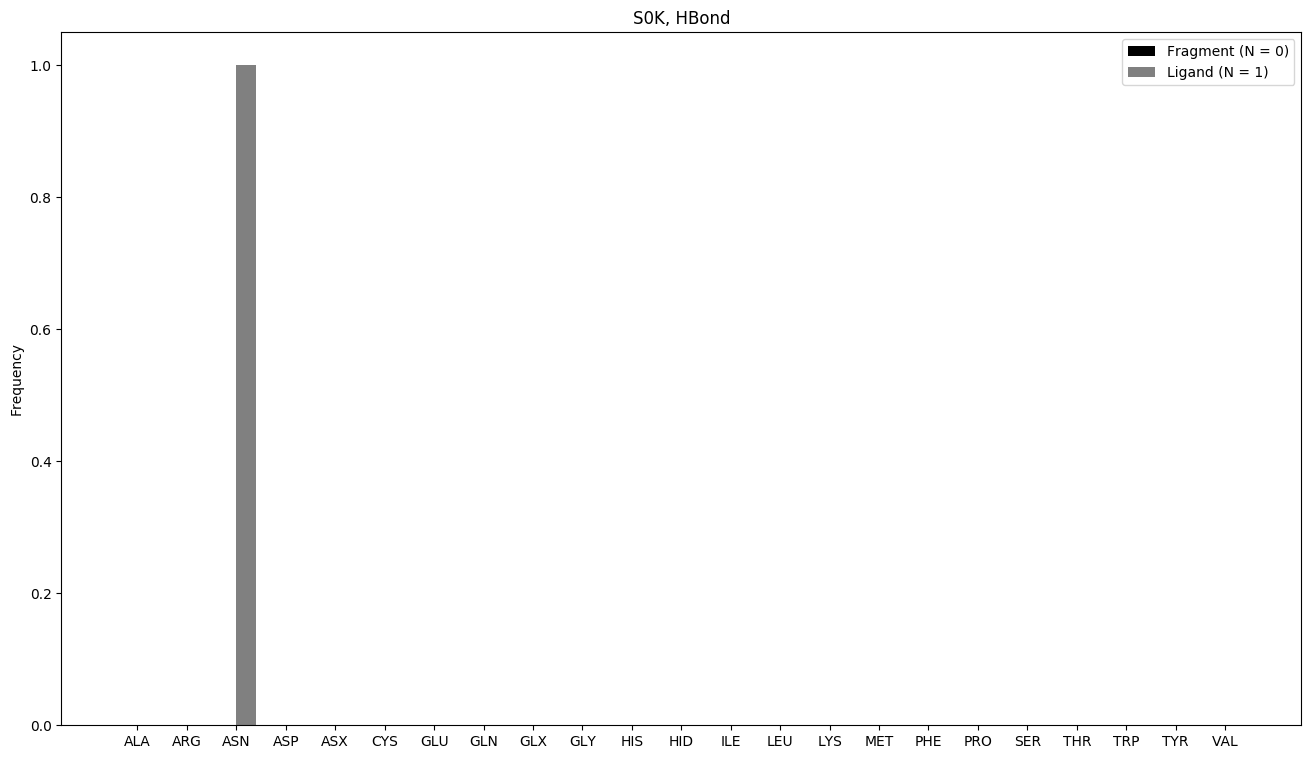 S0K, HBond
Fragment (N = 0)
Ligand (N = 1)
Frequency
1.0
0.8
0.6
0.4
0.2
0.0
ALA ARG ASN ASP ASX CYS GLU GLN GLX GLY HIS HID ILE LEU LYS MET PHE PRO SER THR TRP TYR VAL